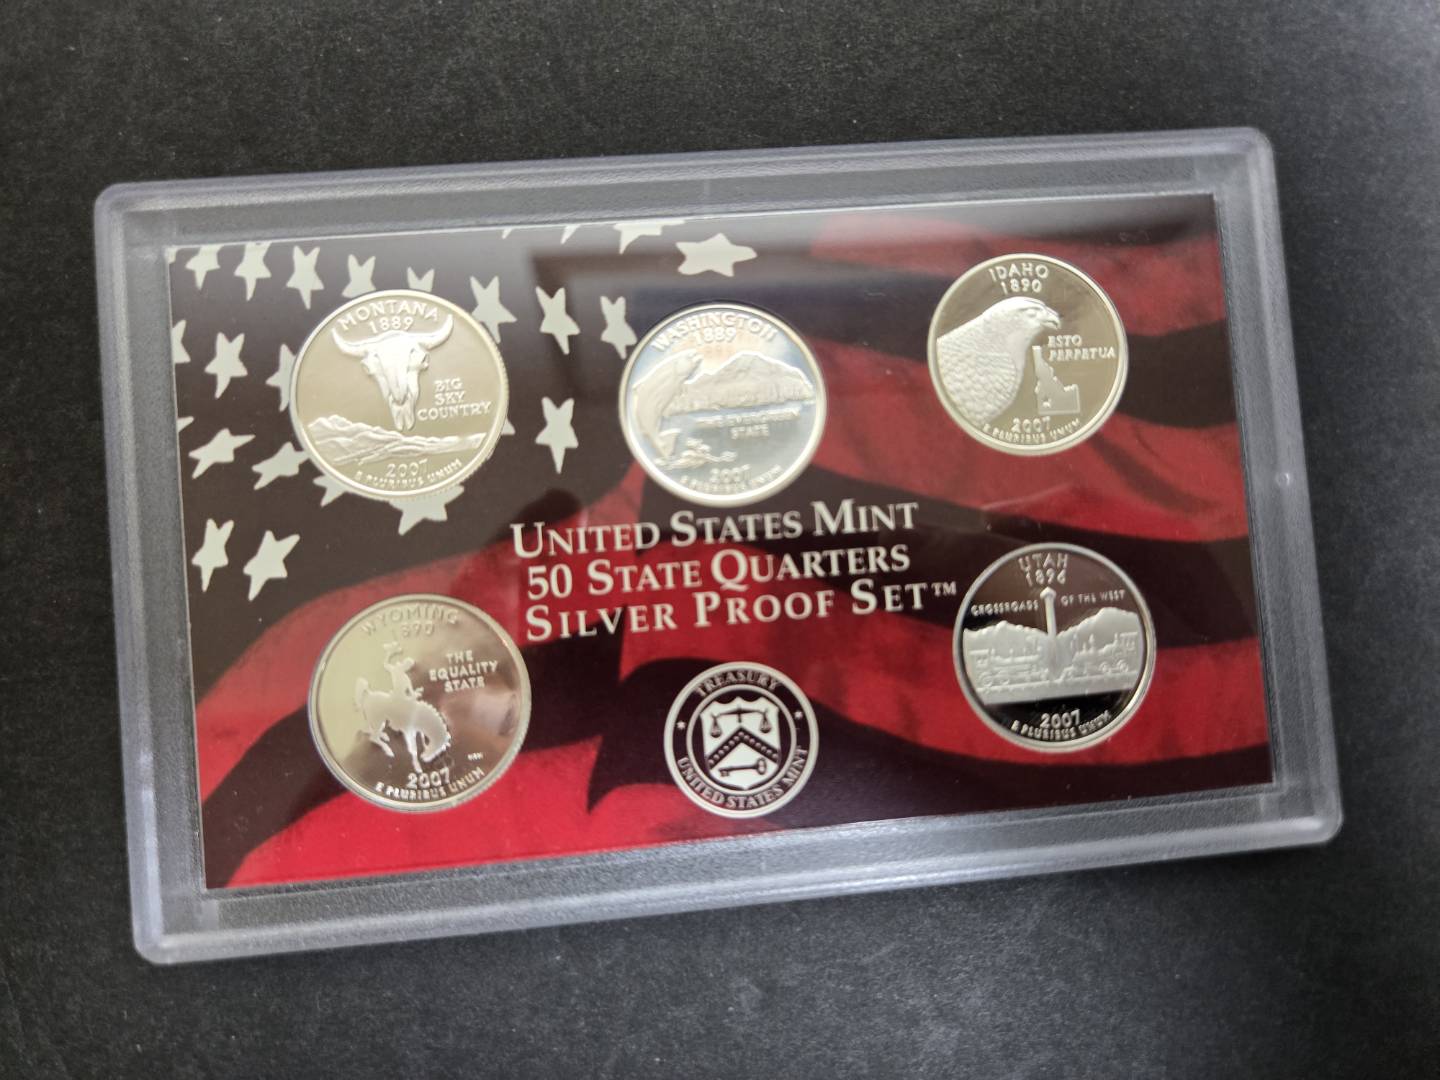 MONTANA
1889
BIG
SKY
COUNTRY
2007
E PLURIBUS UNUM
WASHINGTON
1889
THE EVERGREEN
STATE
2007
E PLURIBUS UNUM
IDAHO
1890
ESTO
PERPETUA
2007
E PLURIBUS UNUM
UNITED STATES MINT
50 STATE QUARTERS
SILVER PROOF SET™
WYOMING
1890
THE
EQUALITY
STATE
2007
E PLURIBUS UNUM
TREASURY
UNITED STATES MINT
UTAH
1896
CROSSROADS OF THE WEST
2007
E PLURIBUS UNUM